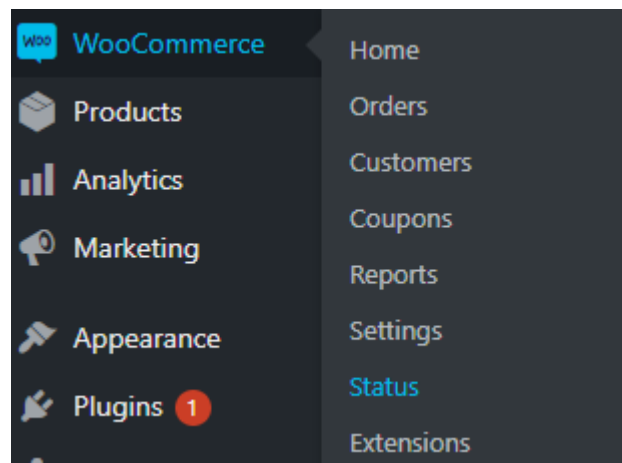 Woo WooCommerce
Products
Analytics
Marketing
Appearance
Plugins 1
Home
Orders
Customers
Coupons
Reports
Settings
Status
Extensions